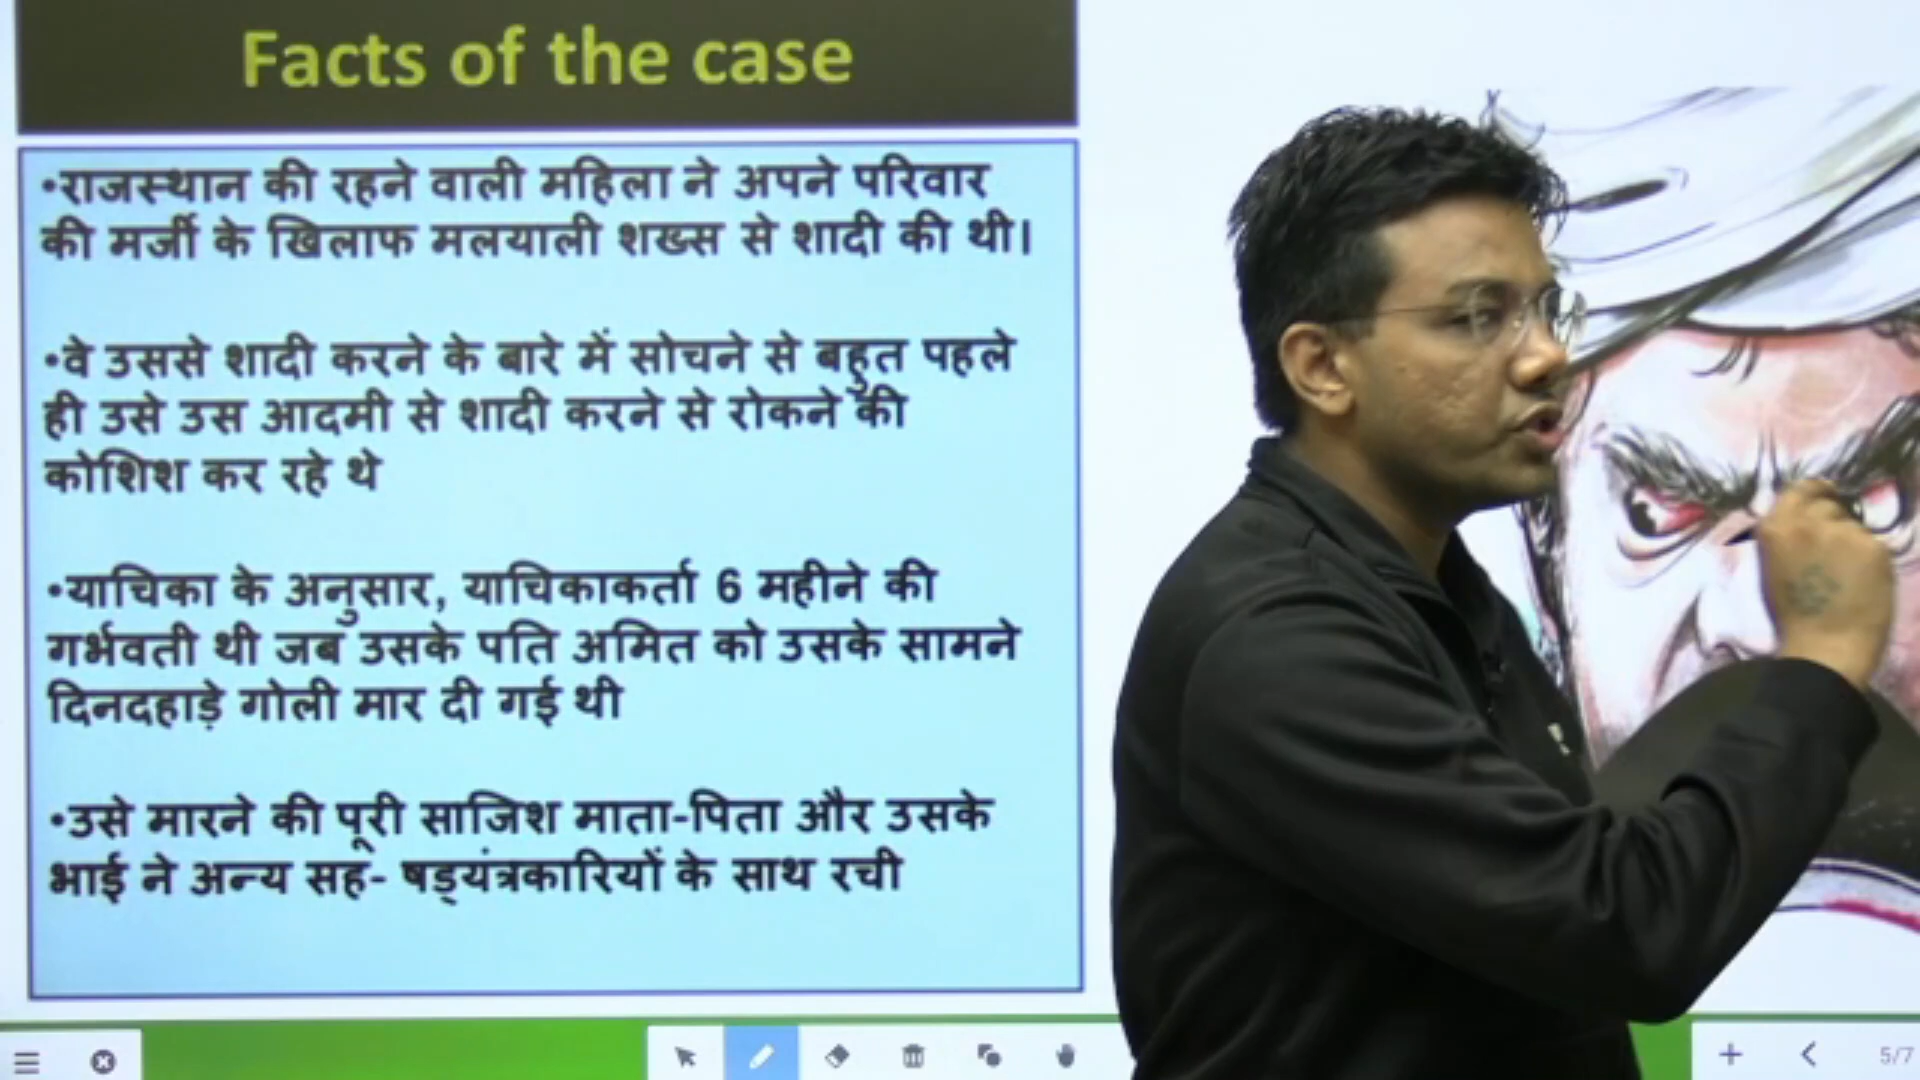 Facts of the case
•राजस्थान की रहने वाली महिला ने अपने परिवार
की मर्जी के खिलाफ मलयाली शख्स से शादी की थी।
•वे उससे शादी करने के बारे में सोचने से बहुत पहले
ही उसे उस आदमी से शादी करने से रोकने की
कोशिश कर रहे थे
•याचिका के अनुसार, याचिकाकर्ता 6 महीने की
गर्भवती थी जब उसके पति अमित को उसके सामने
दिनदहाड़े गोली मार दी गई थी
•उसे मारने की पूरी साजिश माता-पिता और उसके
भाई ने अन्य सह- षड्यंत्रकारियों के साथ रची
5/7